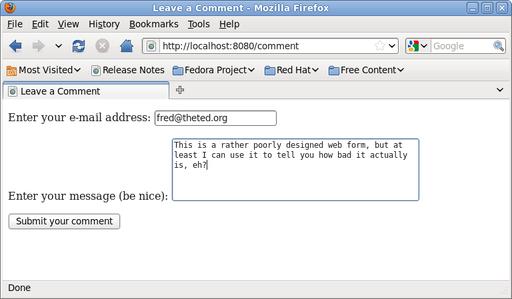 Leave a Comment - Mozilla Firefox
File Edit View History Bookmarks Tools Help
http://localhost:8080/comment Google
Most Visited Release Notes Fedora Project Red Hat Free Content
Leave a Comment
Enter your e-mail address: fred@theted.org
This is a rather poorly designed web form, but at
least I can use it to tell you how bad it actually
is, eh?
Enter your message (be nice):
Submit your comment
Done